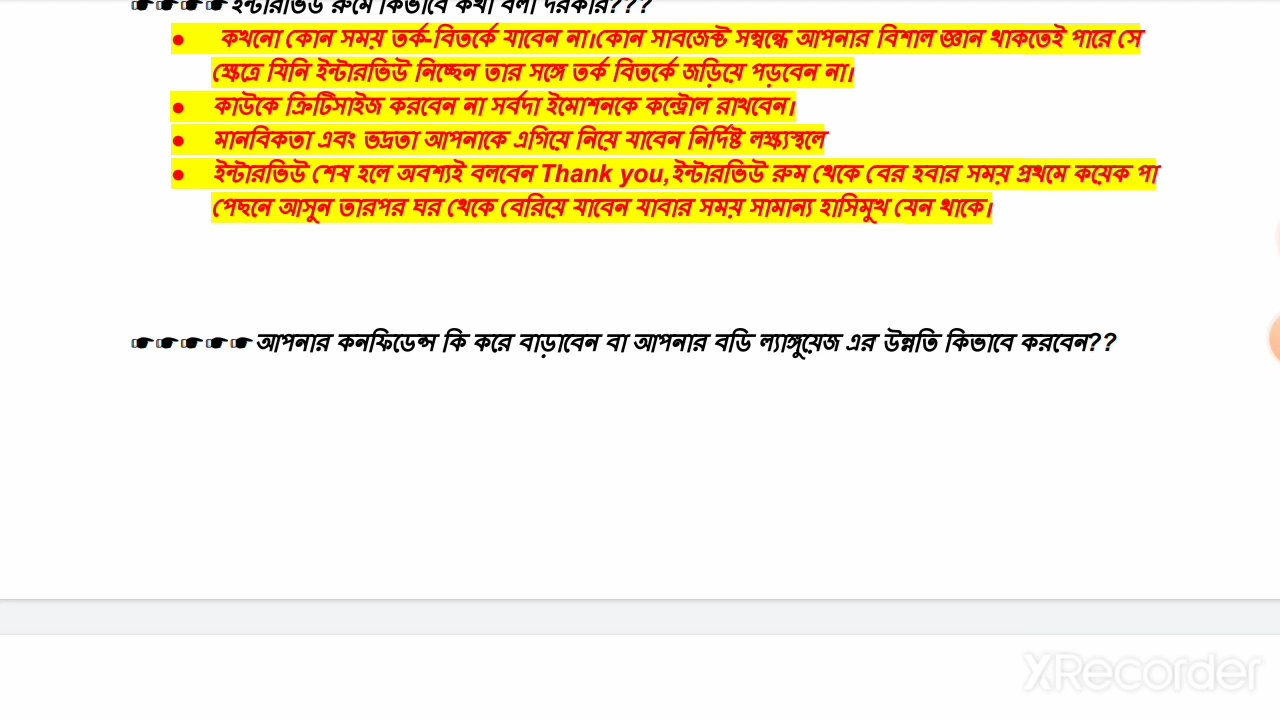 ☛☛☛☛ইন্টারভিউ রুমে কিভাবে কথা বলা দরকার???
● কখনো কোন সময় তর্ক-বিতর্কে যাবেন না।কোন সাবজেক্ট সম্বন্ধে আপনার বিশাল জ্ঞান থাকতেই পারে সে
ক্ষেত্রে যিনি ইন্টারভিউ নিচ্ছেন তার সঙ্গে তর্ক বিতর্কে জড়িয়ে পড়বেন না।
● কাউকে ক্রিটিসাইজ করবেন না সর্বদা ইমোশনকে কন্ট্রোল রাখবেন।
● মানবিকতা এবং ভদ্রতা আপনাকে এগিয়ে নিয়ে যাবেন নির্দিষ্ট লক্ষ্যস্থলে
● ইন্টারভিউ শেষ হলে অবশ্যই বলবেন Thank you,ইন্টারভিউ রুম থেকে বের হবার সময় প্রথমে কয়েক পা
পেছনে আসুন তারপর ঘর থেকে বেরিয়ে যাবেন যাবার সময় সামান্য হাসিমুখ যেন থাকে।
☛☛☛☛☛আপনার কনফিডেন্স কি করে বাড়াবেন বা আপনার বডি ল্যাঙ্গুয়েজ এর উন্নতি কিভাবে করবেন??
XRecorder